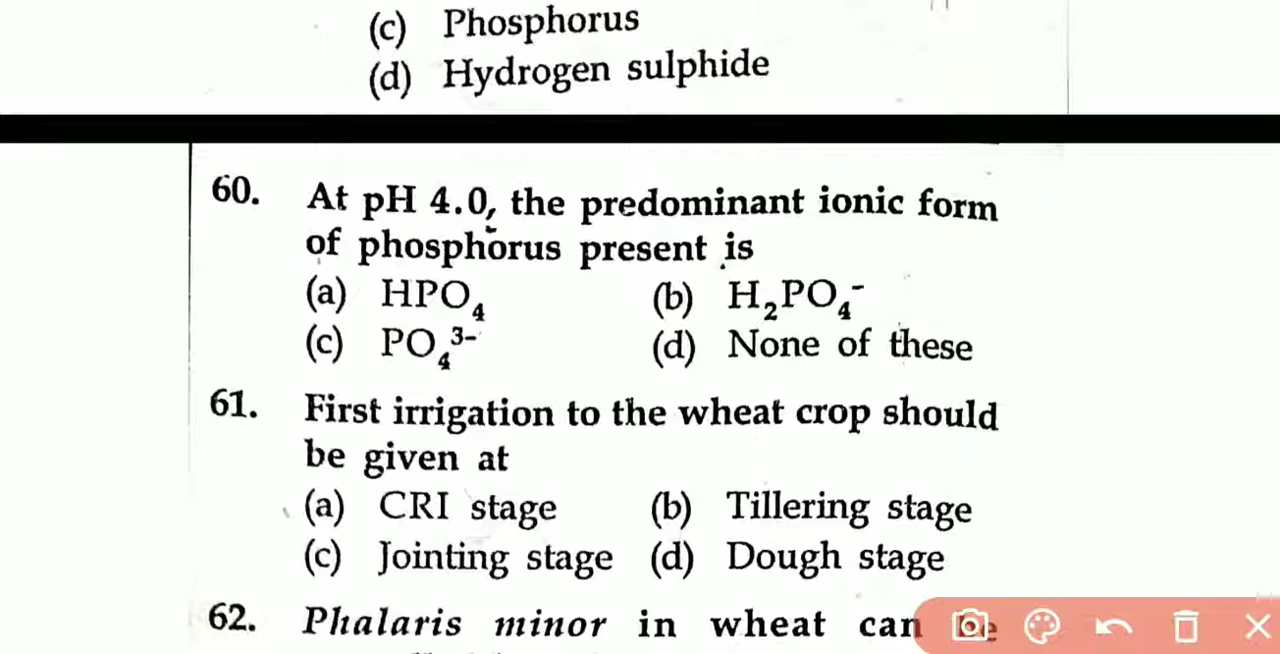 (c) Phosphorus
(d) Hydrogen sulphide
60. At pH 4.0, the predominant ionic form
of phosphorus present is
(a) HPO₄ (b) H₂PO₄⁻
(c) PO₄³⁻ (d) None of these
61. First irrigation to the wheat crop should
be given at
(a) CRI stage (b) Tillering stage
(c) Jointing stage (d) Dough stage
62. Phalaris minor in wheat can be